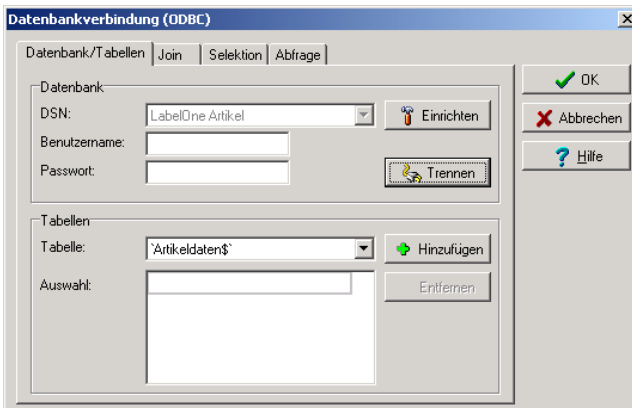 Datenbankverbindung (ODBC)
Datenbank/Tabellen Join Selektion Abfrage
OK
Abbrechen
Hilfe
Datenbank
DSN: LabelOne Artikel Einrichten
Benutzername:
Passwort: Trennen
Tabellen
Tabelle: `Artikeldaten$` Hinzufügen
Auswahl: Entfernen